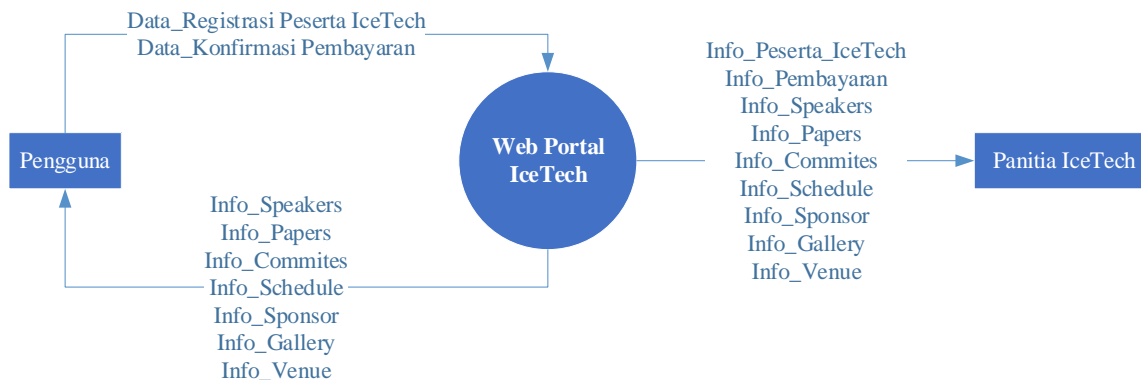 Data_Registrasi Peserta IceTech
Data_Konfirmasi Pembayaran
Pengguna
Web Portal
IceTech
Info_Speakers
Info_Papers
Info_Commites
Info_Schedule
Info_Sponsor
Info_Gallery
Info_Venue
Info_Peserta_IceTech
Info_Pembayaran
Info_Speakers
Info_Papers
Info_Commites
Info_Schedule
Info_Sponsor
Info_Gallery
Info_Venue
Panitia IceTech